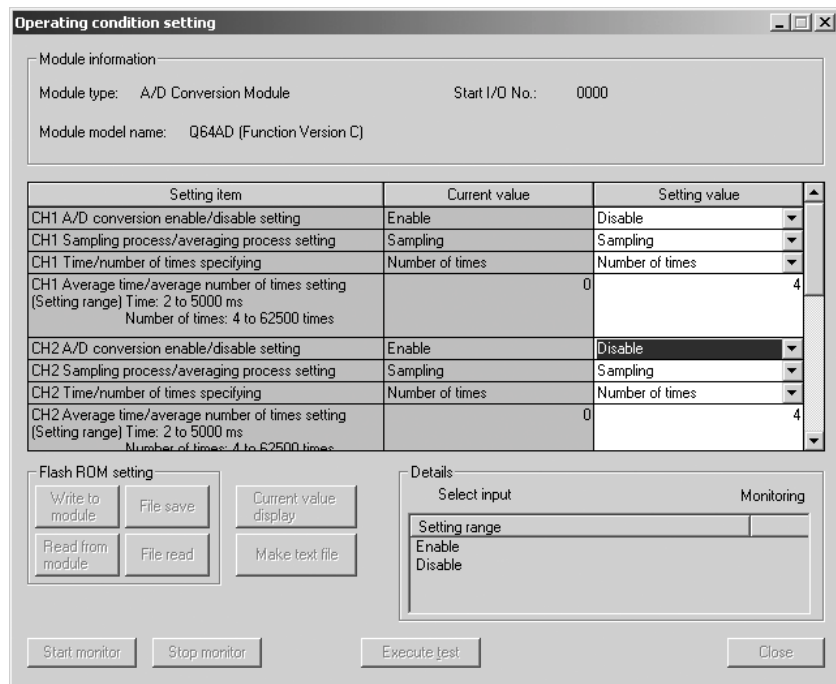 Operating condition setting
Module information
Module type: A/D Conversion Module Start I/O No.: 0000
Module model name: Q64AD (Function Version C)
Setting item Current value Setting value
CH1 A/D conversion enable/disable setting Enable Disable
CH1 Sampling process/averaging process setting Sampling Sampling
CH1 Time/number of times specifying Number of times Number of times
CH1 Average time/average number of times setting 0 4
(Setting range) Time: 2 to 5000 ms
Number of times: 4 to 62500 times
CH2 A/D conversion enable/disable setting Enable Disable
CH2 Sampling process/averaging process setting Sampling Sampling
CH2 Time/number of times specifying Number of times Number of times
CH2 Average time/average number of times setting 0 4
(Setting range) Time: 2 to 5000 ms
Number of times: 4 to 62500 times
Flash ROM setting
Write to
module
File save
Current value
display
Read from
module
File read
Make text file
Details
Select input Monitoring
Setting range
Enable
Disable
Start monitor Stop monitor Execute test Close